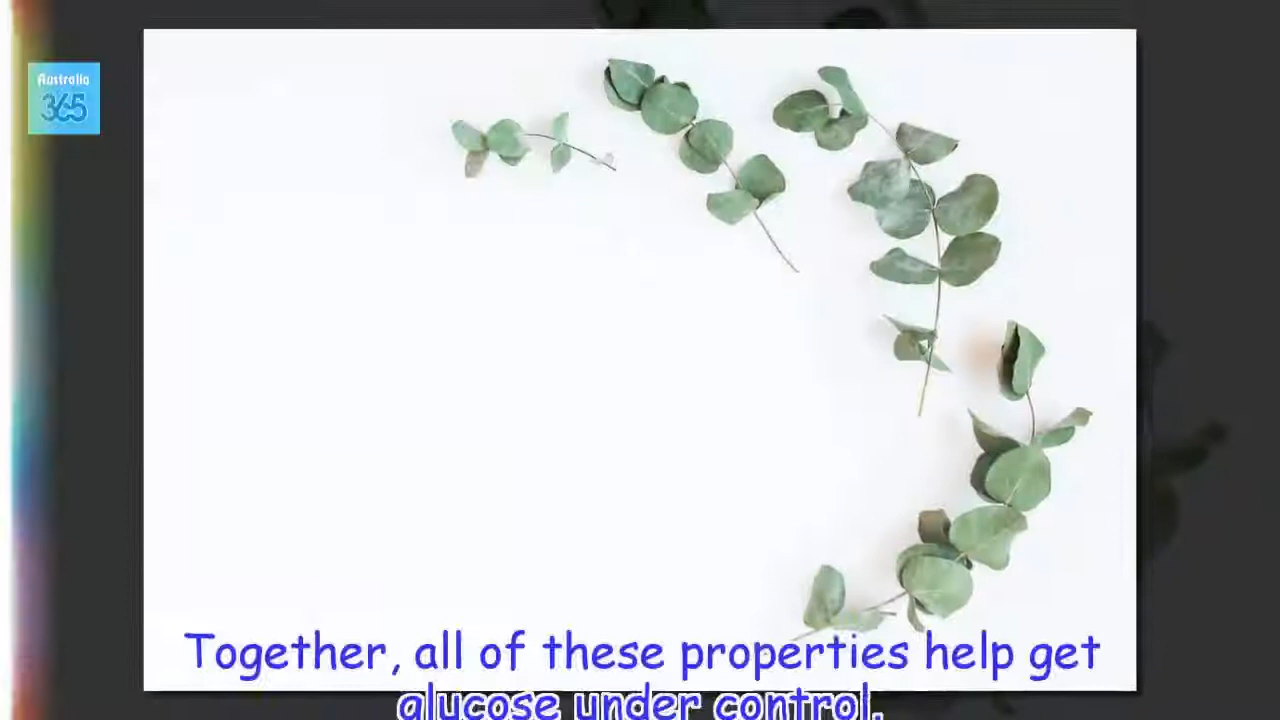 Australia
365
Together, all of these properties help get
glucose under control.